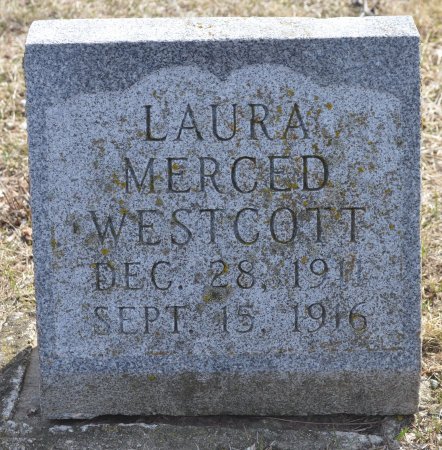 LAURA
MERCED
WESTCOTT
DEC. 28, 1911
SEPT. 15, 1916